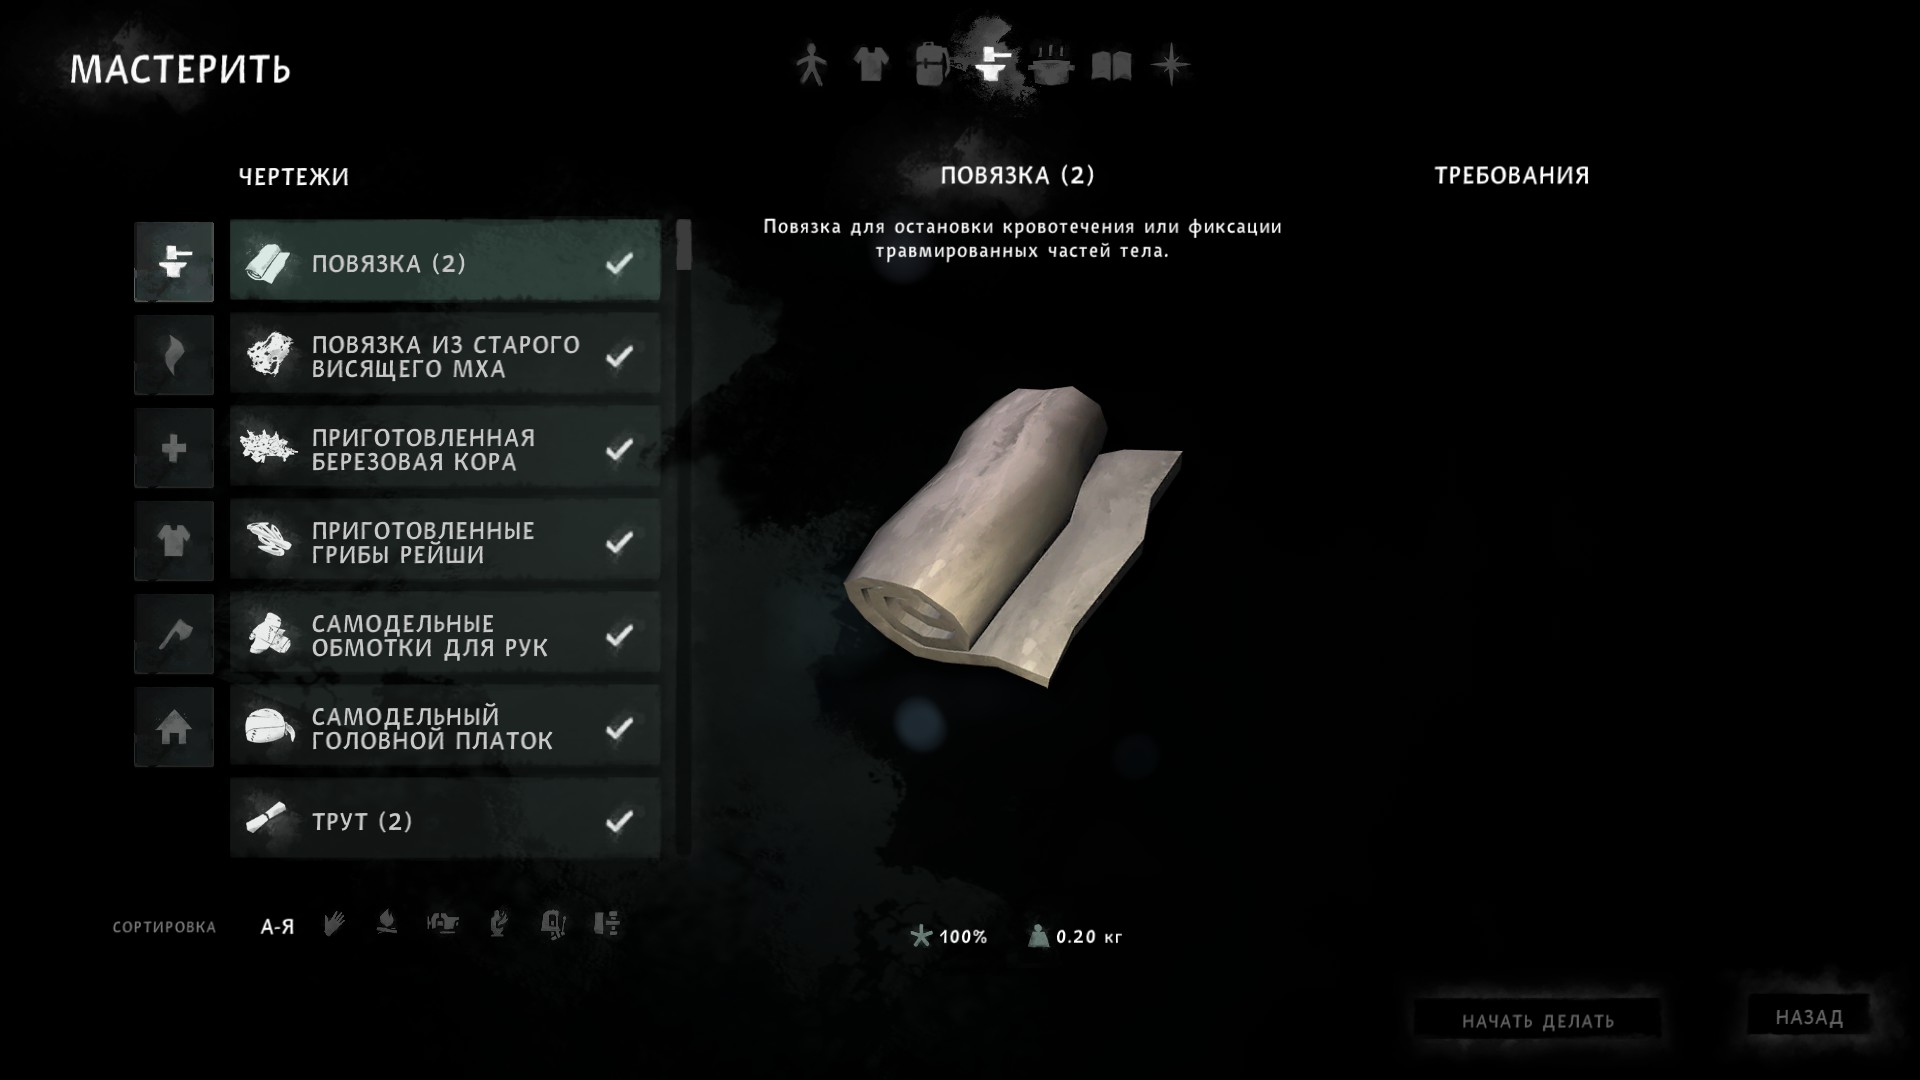 МАСТЕРИТЬ
ЧЕРТЕЖИ
ПОВЯЗКА (2)
ПОВЯЗКА ИЗ СТАРОГО
ВИСЯЩЕГО МХА
ПРИГОТОВЛЕННАЯ
БЕРЕЗОВАЯ КОРА
ПРИГОТОВЛЕННЫЕ
ГРИБЫ РЕЙШИ
САМОДЕЛЬНЫЕ
ОБМОТКИ ДЛЯ РУК
САМОДЕЛЬНЫЙ
ГОЛОВНОЙ ПЛАТОК
ТРУТ (2)
СОРТИРОВКА
А-Я
ПОВЯЗКА (2)
Повязка для остановки кровотечения или фиксации
травмированных частей тела.
100%
0.20 кг
ТРЕБОВАНИЯ
НАЧАТЬ ДЕЛАТЬ
НАЗАД